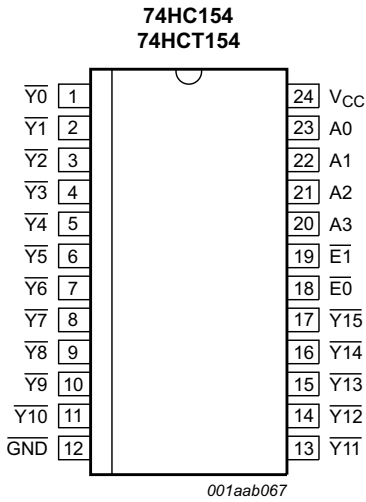 74HC154
74HCT154
Y0 1 24 VCC
Y1 2 23 A0
Y2 3 22 A1
Y3 4 21 A2
Y4 5 20 A3
Y5 6 19 E1
Y6 7 18 E0
Y7 8 17 Y15
Y8 9 16 Y14
Y9 10 15 Y13
Y10 11 14 Y12
GND 12 13 Y11
001aab067